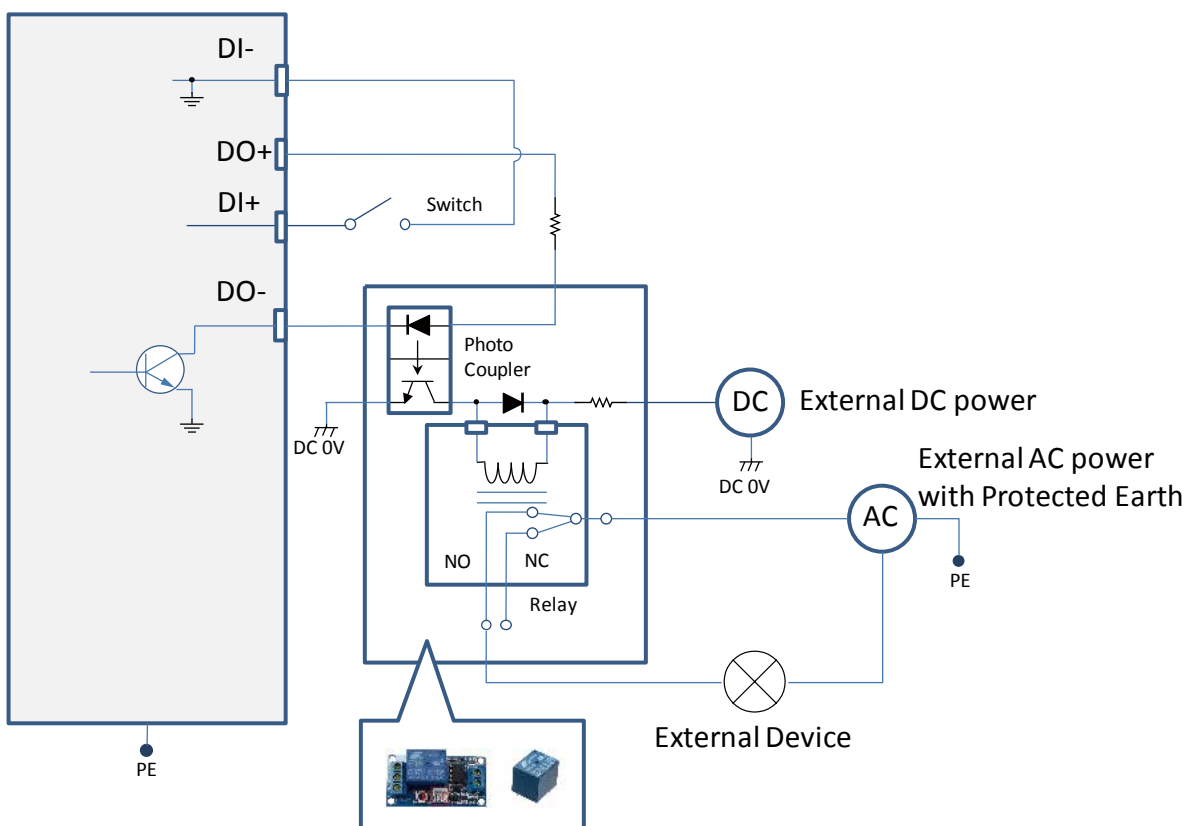 DI-
DO+
DI+
Switch
DO-
Photo
Coupler
DC
External DC power
DC 0V
DC 0V
External AC power
with Protected Earth
AC
NO
NC
PE
Relay
External Device
PE